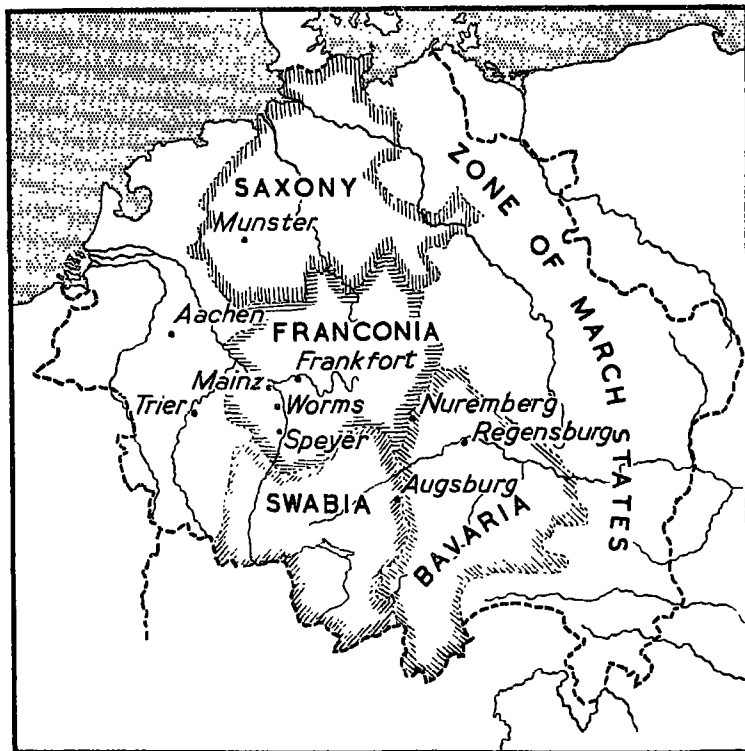 SAXONY
Munster
Aachen
FRANCONIA
Frankfort
Mainz
Trier
Worms
Speyer
Nuremberg
Regensburg
SWABIA
Augsburg
BAVARIA
ZONE OF MARCH STATES